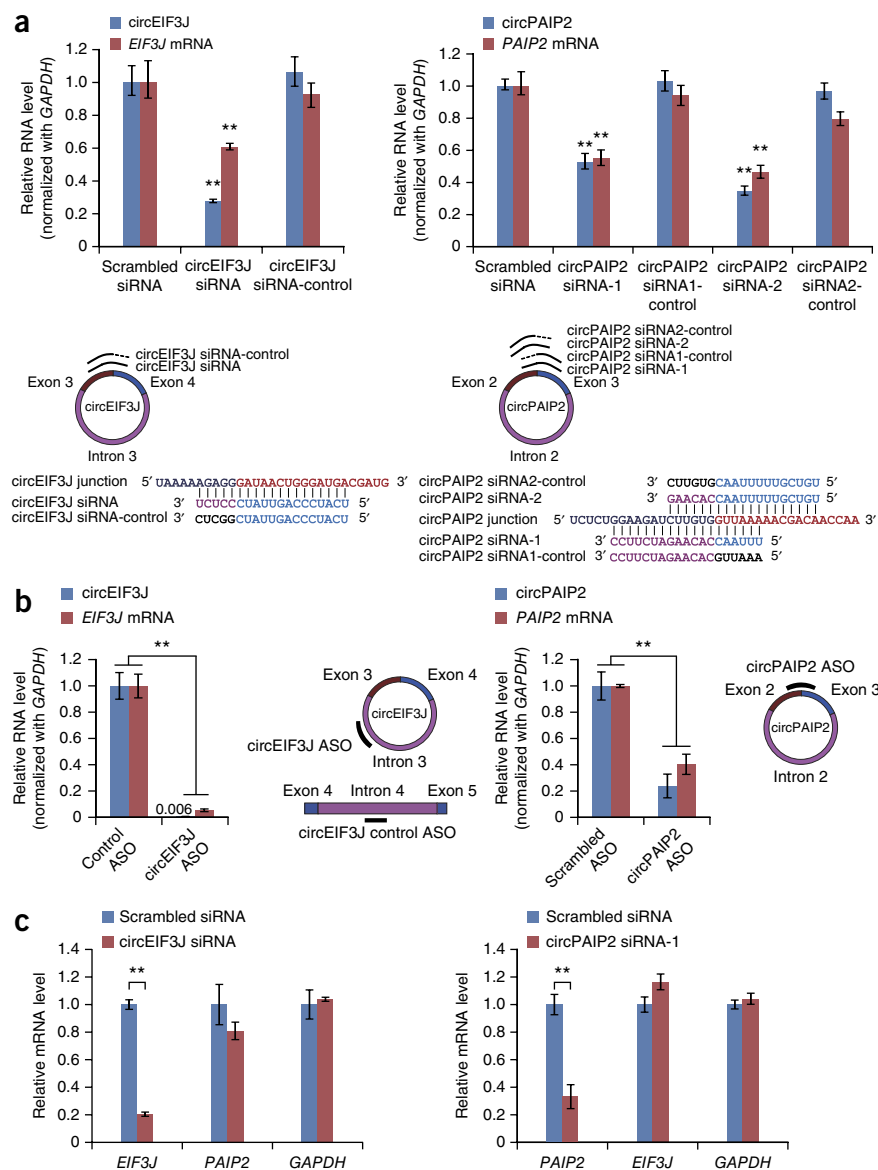 a
circEIF3J
EIF3J mRNA
Relative RNA level
(normalized with GAPDH)
1.2
1.0
0.8
0.6
0.4
0.2
0
**
**
Scrambled
siRNA
circEIF3J
siRNA
circEIF3J
siRNA-control
circPAIP2
PAIP2 mRNA
Relative RNA level
(normalized with GAPDH)
1.2
1.0
0.8
0.6
0.4
0.2
0
** **
**
**
Scrambled
siRNA
circPAIP2
siRNA-1
circPAIP2
siRNA1-
control
circPAIP2
siRNA-2
circPAIP2
siRNA2-
control
circEIF3J siRNA-control
circEIF3J siRNA
Exon 3
Exon 4
circEIF3J
Intron 3
circPAIP2 siRNA2-control
circPAIP2 siRNA-2
circPAIP2 siRNA1-control
circPAIP2 siRNA-1
Exon 2
Exon 3
circPAIP2
Intron 2
circEIF3J junction 5′ UAAAAAGAGGGAUAACUGGGAUGACGAUG 3′
circEIF3J siRNA 3′ UCUCCCUAUUGACCCUACU 5′
circEIF3J siRNA-control 3′ CUCGGCUAUUGACCCUACU 5′
circPAIP2 siRNA2-control 3′ CUUGUGCAAUUUUUGCUGU 5′
circPAIP2 siRNA-2 3′ GAACACCAAUUUUUGCUGU 5′
circPAIP2 junction 5′ UCUCUGGAAGAUCUUGUGGUUAAAAACGACAACCAA 3′
circPAIP2 siRNA-1 3′ CCUUCUAGAACACCAAUUU 5′
circPAIP2 siRNA1-control 3′ CCUUCUAGAACACGUUAAA 5′
b
circEIF3J
EIF3J mRNA
Relative RNA level
(normalized with GAPDH)
1.2
1.0
0.8
0.6
0.4
0.2
0
**
0.006
Control
ASO
circEIF3J
ASO
Exon 3
Exon 4
circEIF3J
circEIF3J ASO
Intron 3
Exon 4 Intron 4 Exon 5
circEIF3J control ASO
circPAIP2
PAIP2 mRNA
Relative RNA level
(normalized with GAPDH)
1.2
1.0
0.8
0.6
0.4
0.2
0
**
Scrambled
ASO
circPAIP2
ASO
circPAIP2 ASO
Exon 2
Exon 3
circPAIP2
Intron 2
c
Scrambled siRNA
circEIF3J siRNA
Relative mRNA level
1.4
1.2
1.0
0.8
0.6
0.4
0.2
0
**
EIF3J
PAIP2
GAPDH
Scrambled siRNA
circPAIP2 siRNA-1
Relative mRNA level
1.4
1.2
1.0
0.8
0.6
0.4
0.2
0
**
PAIP2
EIF3J
GAPDH